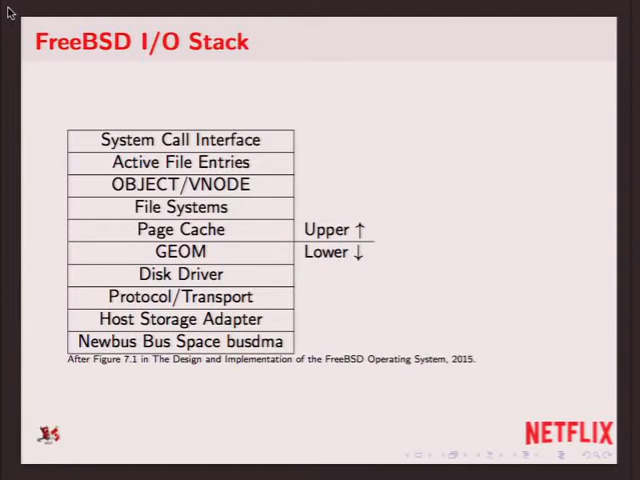 FreeBSD I/O Stack
System Call Interface
Active File Entries
OBJECT/VNODE
File Systems
Page Cache
Upper ↑
GEOM
Lower ↓
Disk Driver
Protocol/Transport
Host Storage Adapter
Newbus Bus Space busdma
After Figure 7.1 in The Design and Implementation of the FreeBSD Operating System, 2015.
NETFLIX